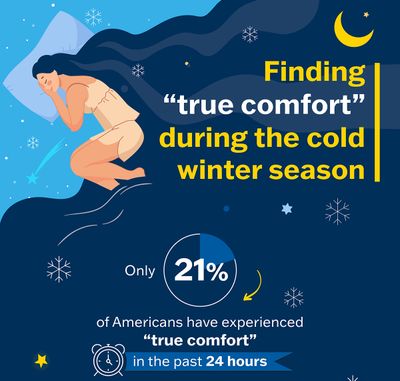 Finding
“true comfort”
during the cold
winter season
Only 21%
of Americans have experienced
“true comfort”
in the past 24 hours